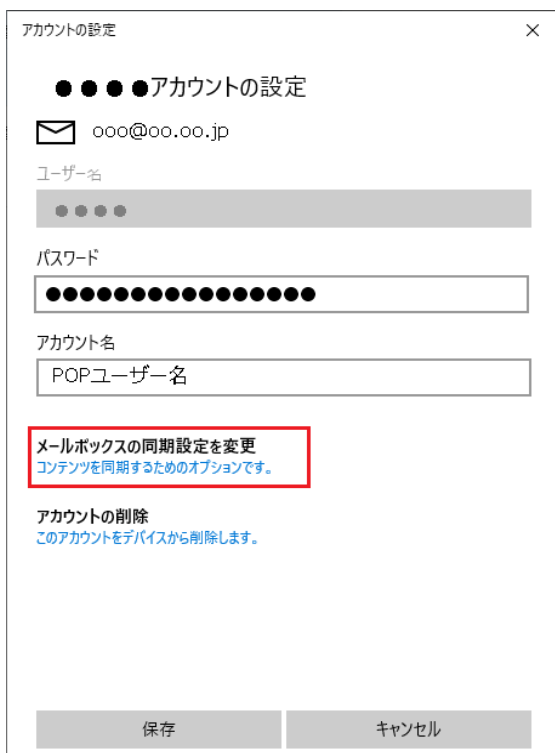 アカウントの設定
●●●●アカウントの設定
ooo@oo.oo.jp
ユーザー名
●●●●
パスワード
●●●●●●●●●●●●●●●●
アカウント名
POPユーザー名
メールボックスの同期設定を変更
コンテンツを同期するためのオプションです。
アカウントの削除
このアカウントをデバイスから削除します。
保存
キャンセル